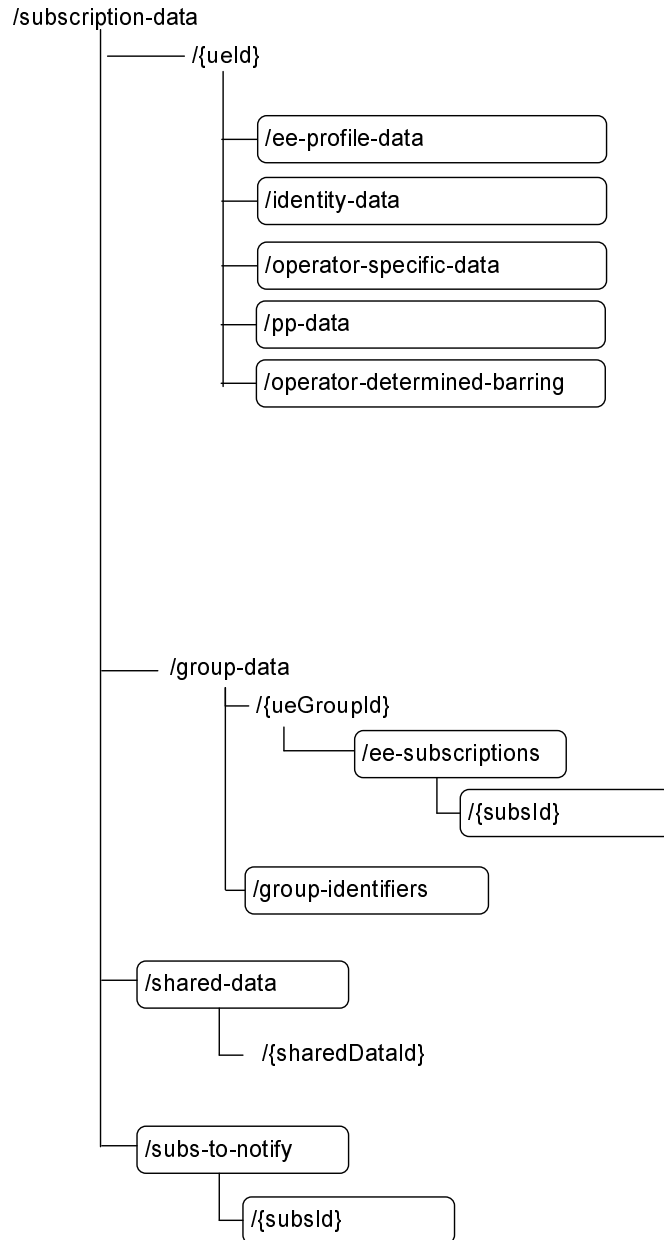 /subscription-data
/{ueId}
/ee-profile-data
/identity-data
/operator-specific-data
/pp-data
/operator-determined-barring
/group-data
/{ueGroupId}
/ee-subscriptions
/{subsId}
/group-identifiers
/shared-data
/{sharedDataId}
/subs-to-notify
/{subsId}